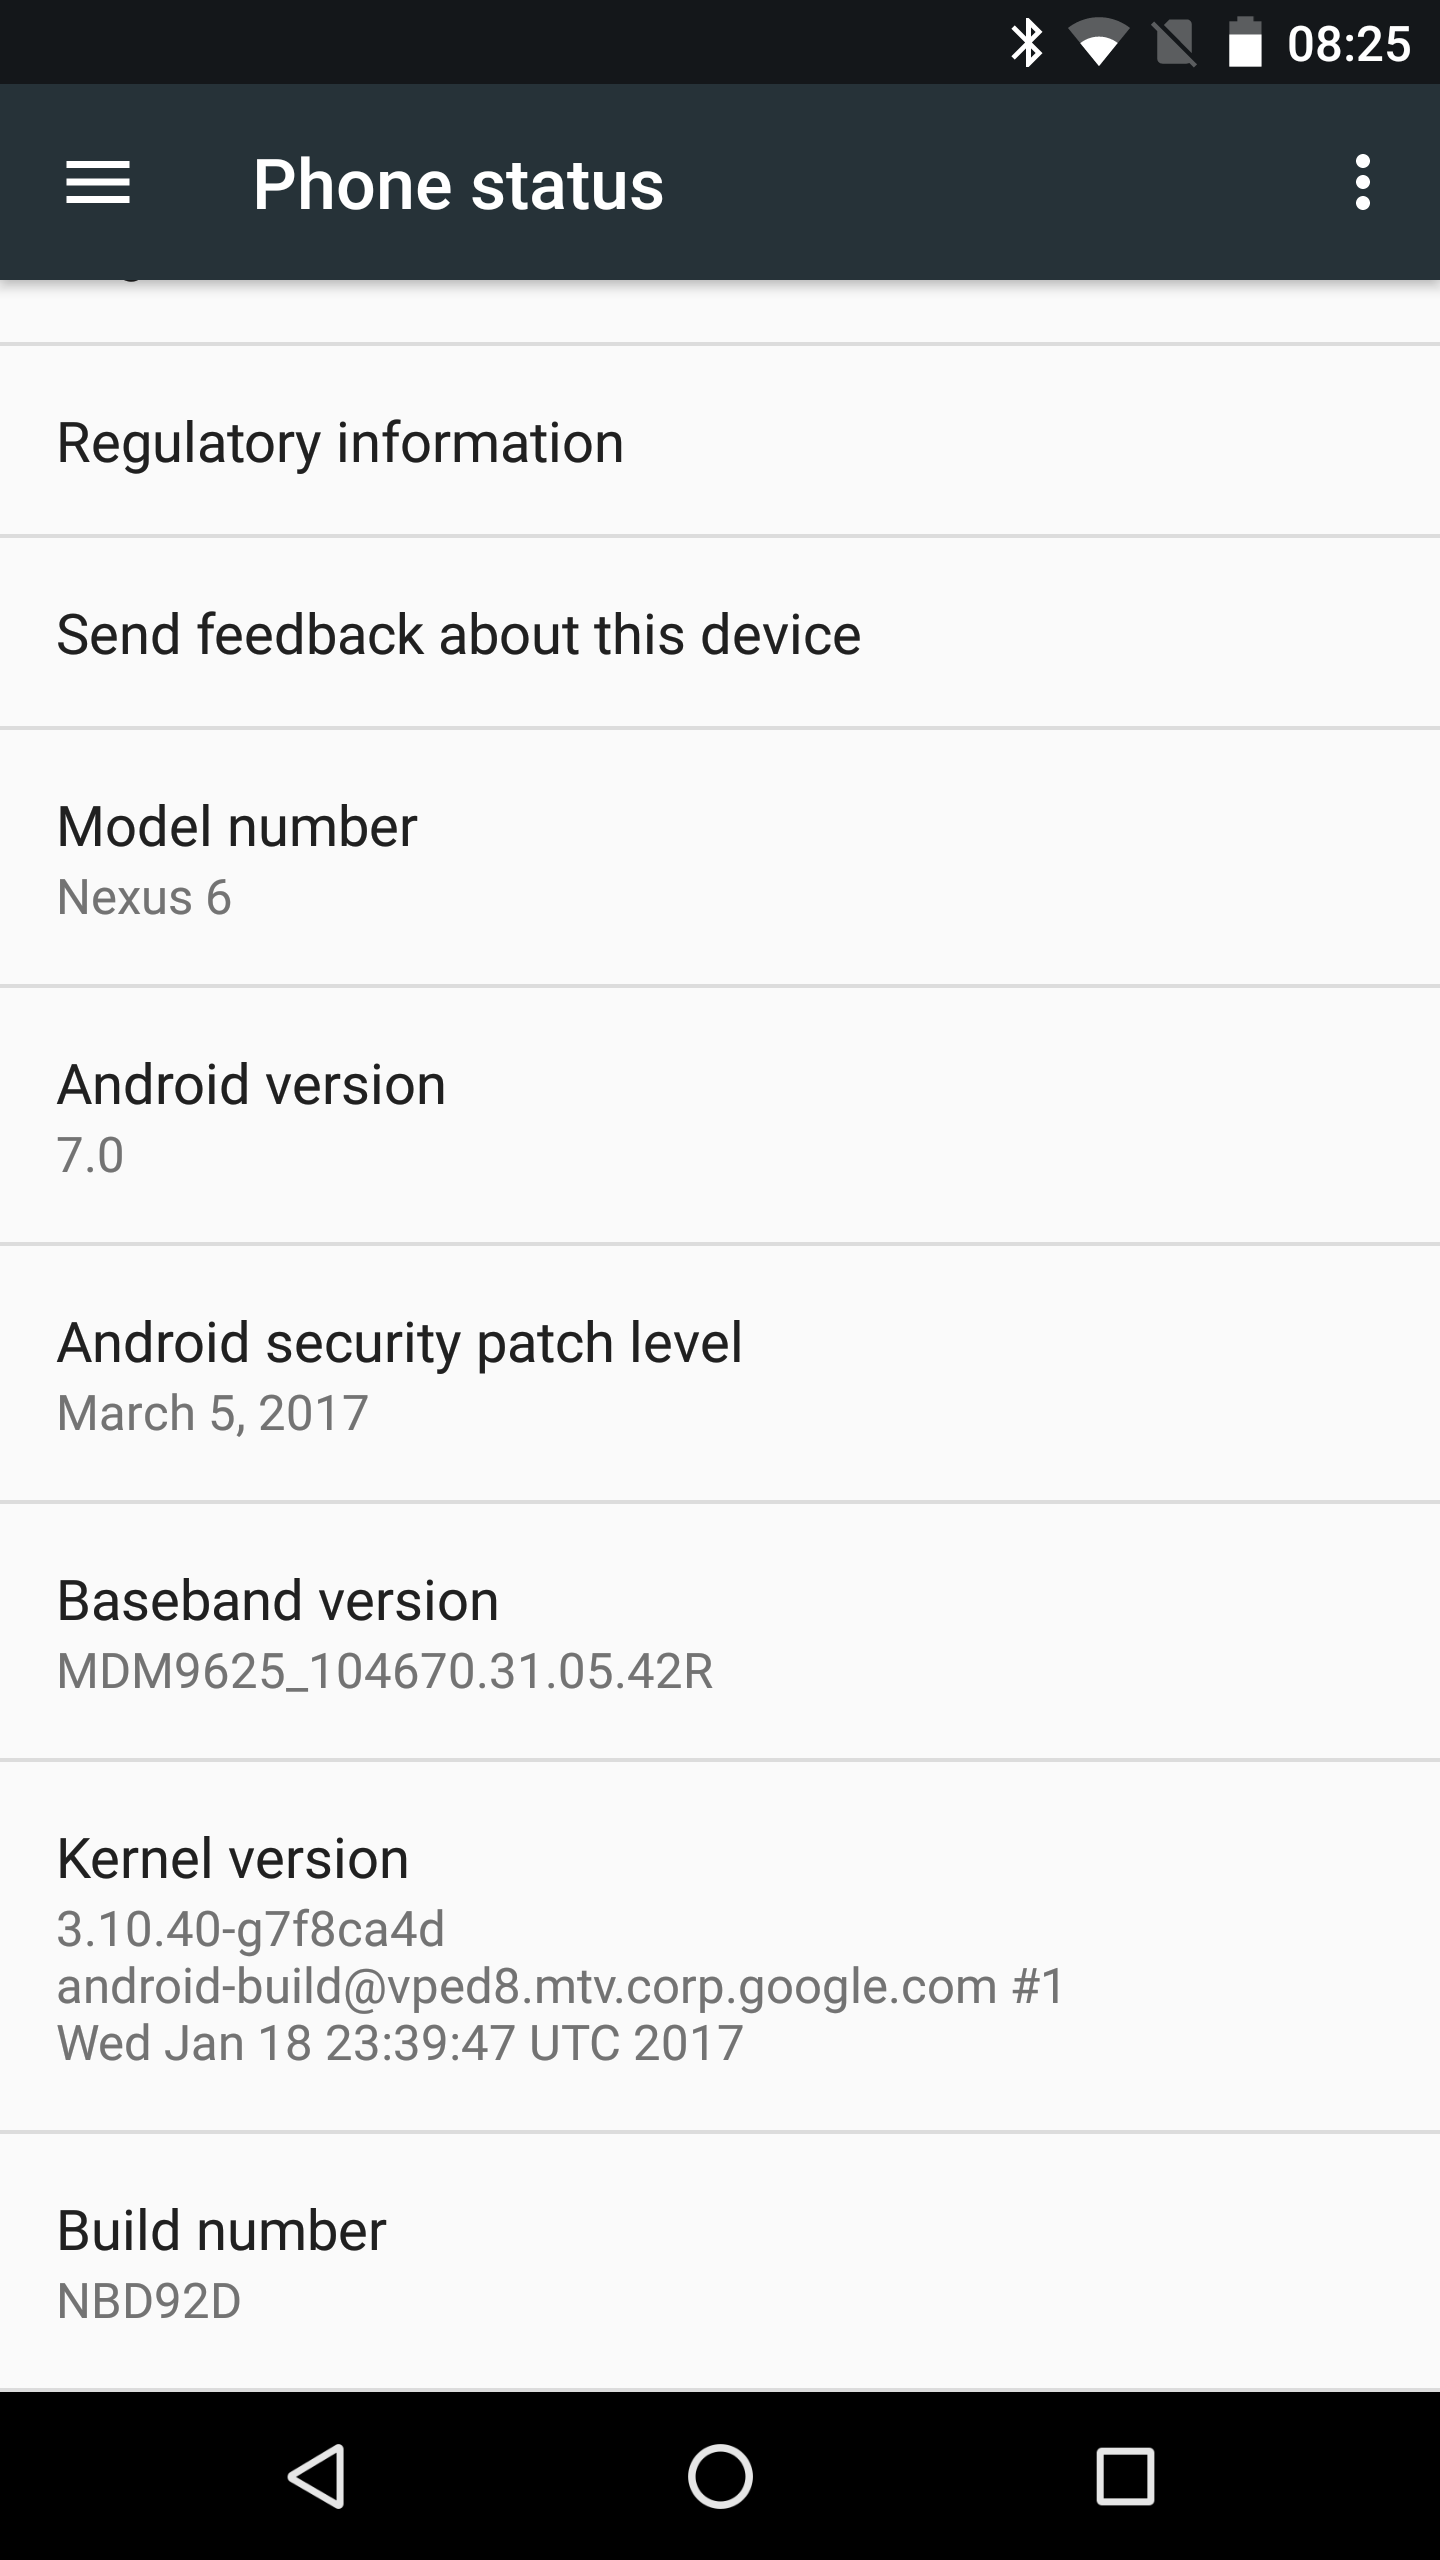 08:25
Phone status
Regulatory information
Send feedback about this device
Model number
Nexus 6
Android version
7.0
Android security patch level
March 5, 2017
Baseband version
MDM9625_104670.31.05.42R
Kernel version
3.10.40-g7f8ca4d
android-build@vped8.mtv.corp.google.com #1
Wed Jan 18 23:39:47 UTC 2017
Build number
NBD92D